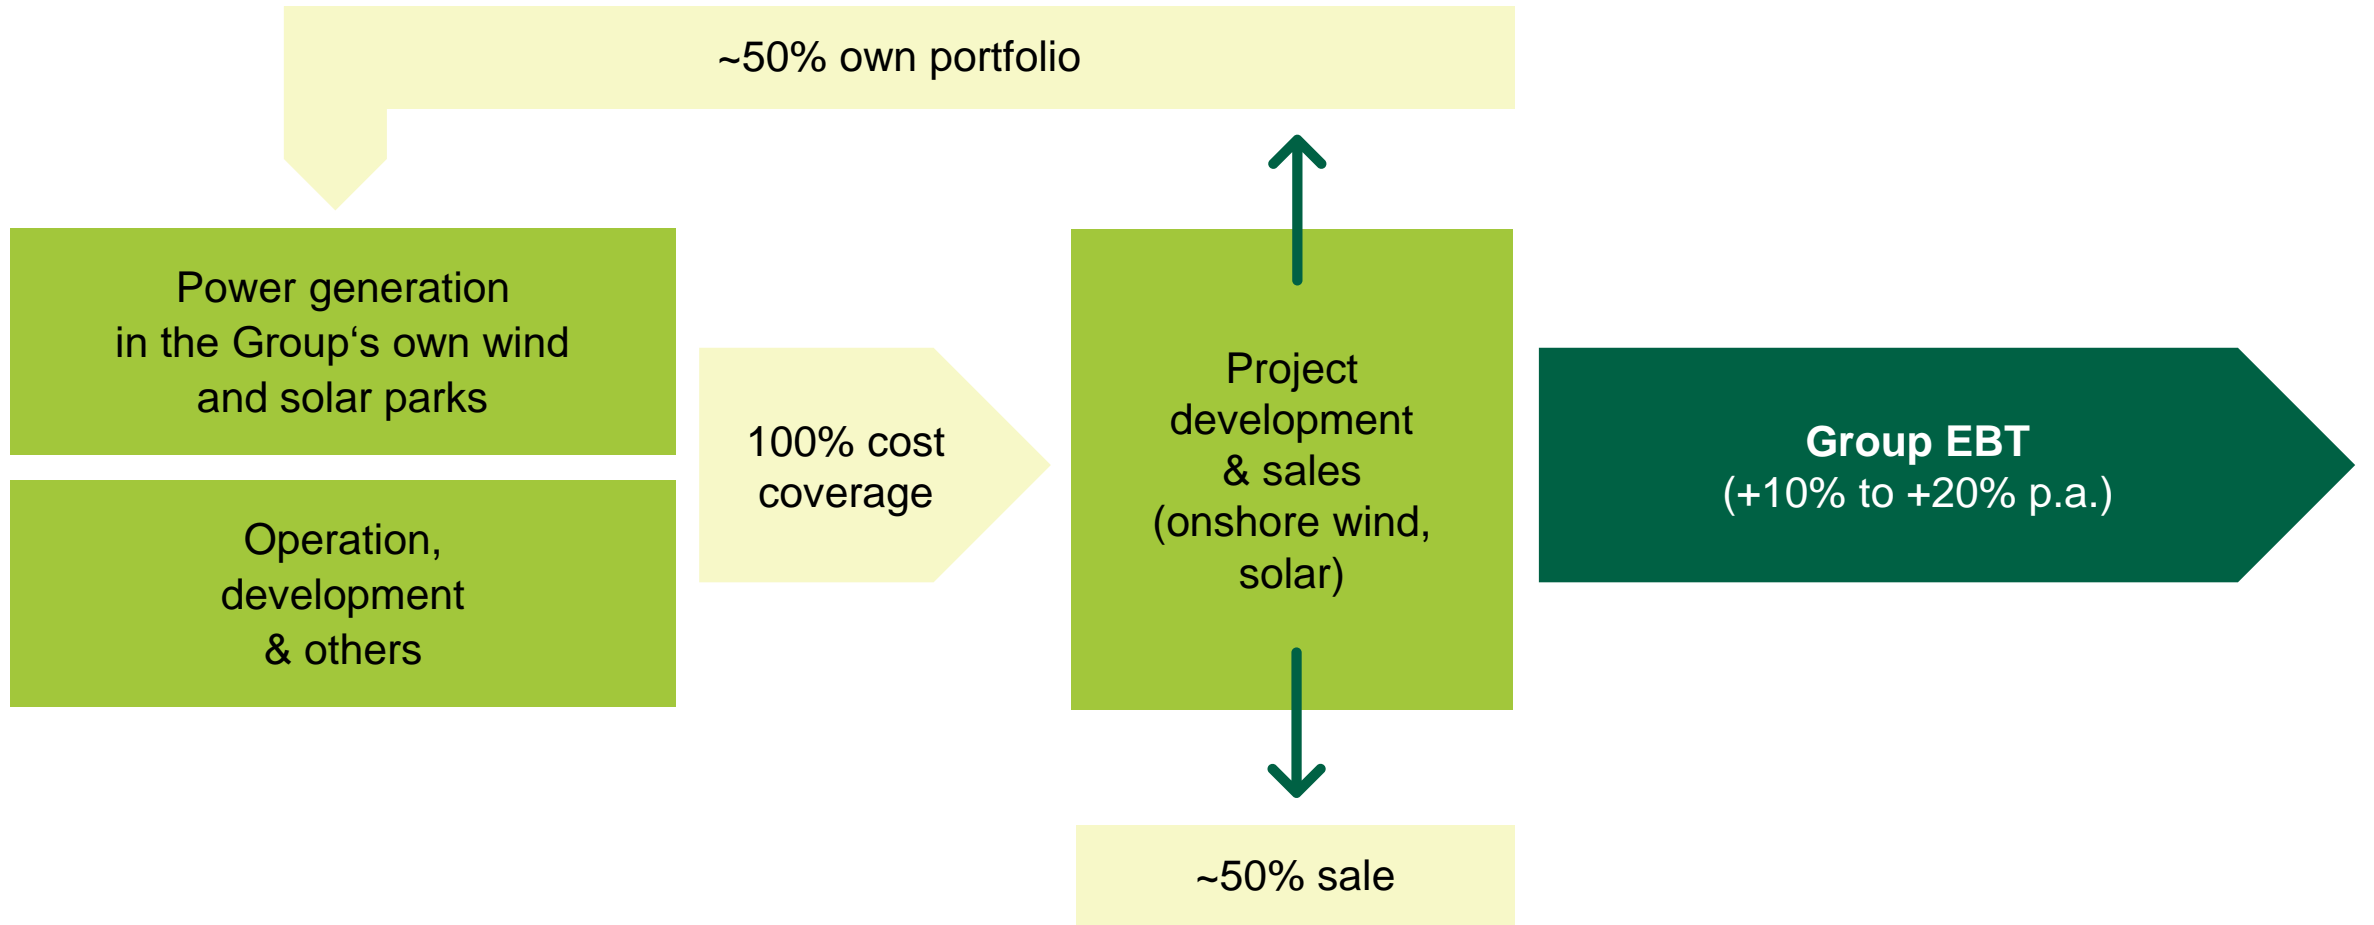 ~50% own portfolio
Power generation
in the Group‘s own wind
and solar parks
Operation,
development
& others
100% cost
coverage
Project
development
& sales
(onshore wind,
solar)
Group EBT
(+10% to +20% p.a.)
~50% sale